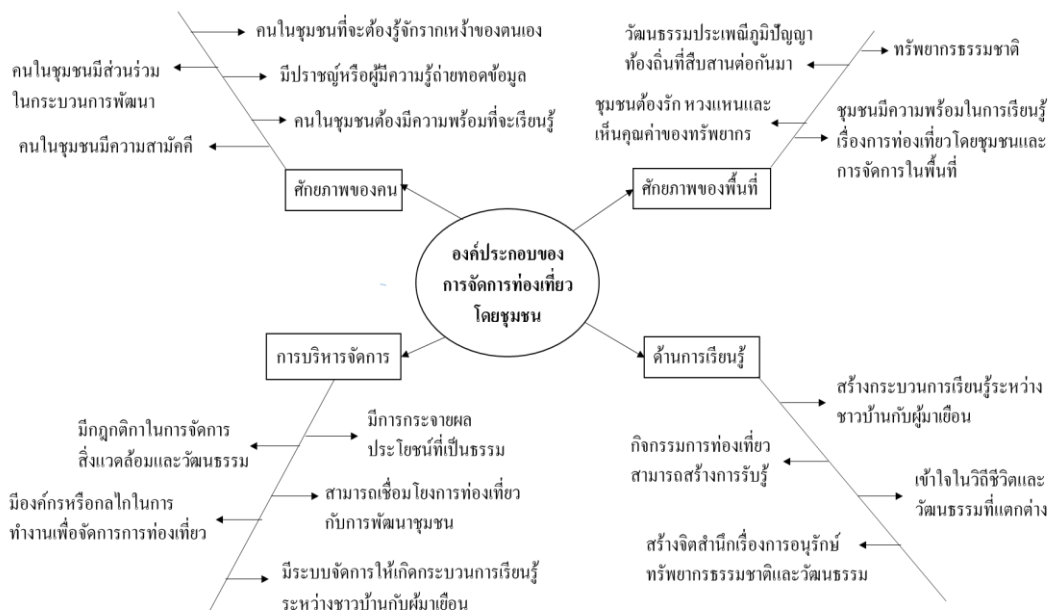 คนในชุมชนที่จะต้องรู้จักรากเหง้าของตนเอง
คนในชุมชนมีส่วนร่วม
ในกระบวนการพัฒนา
มีปราชญ์หรือผู้มีความรู้ถ่ายทอดข้อมูล
คนในชุมชนต้องมีความพร้อมที่จะเรียนรู้
คนในชุมชนมีความสามัคคี
ศักยภาพของคน
วัฒนธรรมประเพณีภูมิปัญญา
ท้องถิ่นที่สืบสานต่อกันมา
ทรัพยากรธรรมชาติ
ชุมชนต้องรัก หวงแหนและ
เห็นคุณค่าของทรัพยากร
ชุมชนมีความพร้อมในการเรียนรู้
เรื่องการท่องเที่ยวโดยชุมชนและ
การจัดการในพื้นที่
ศักยภาพของพื้นที่
องค์ประกอบของ
การจัดการท่องเที่ยว
โดยชุมชน
การบริหารจัดการ
มีกฎกติกาในการจัดการ
สิ่งแวดล้อมและวัฒนธรรม
มีการกระจายผล
ประโยชน์ที่เป็นธรรม
มีองค์กรหรือกลไกในการ
ทำงานเพื่อจัดการการท่องเที่ยว
สามารถเชื่อมโยงการท่องเที่ยว
กับการพัฒนาชุมชน
มีระบบจัดการให้เกิดกระบวนการเรียนรู้
ระหว่างชาวบ้านกับผู้มาเยือน
ด้านการเรียนรู้
สร้างกระบวนการเรียนรู้ระหว่าง
ชาวบ้านกับผู้มาเยือน
กิจกรรมการท่องเที่ยว
สามารถสร้างการรับรู้
เข้าใจในวิถีชีวิตและ
วัฒนธรรมที่แตกต่าง
สร้างจิตสำนึกเรื่องการอนุรักษ์
ทรัพยากรธรรมชาติและวัฒนธรรม